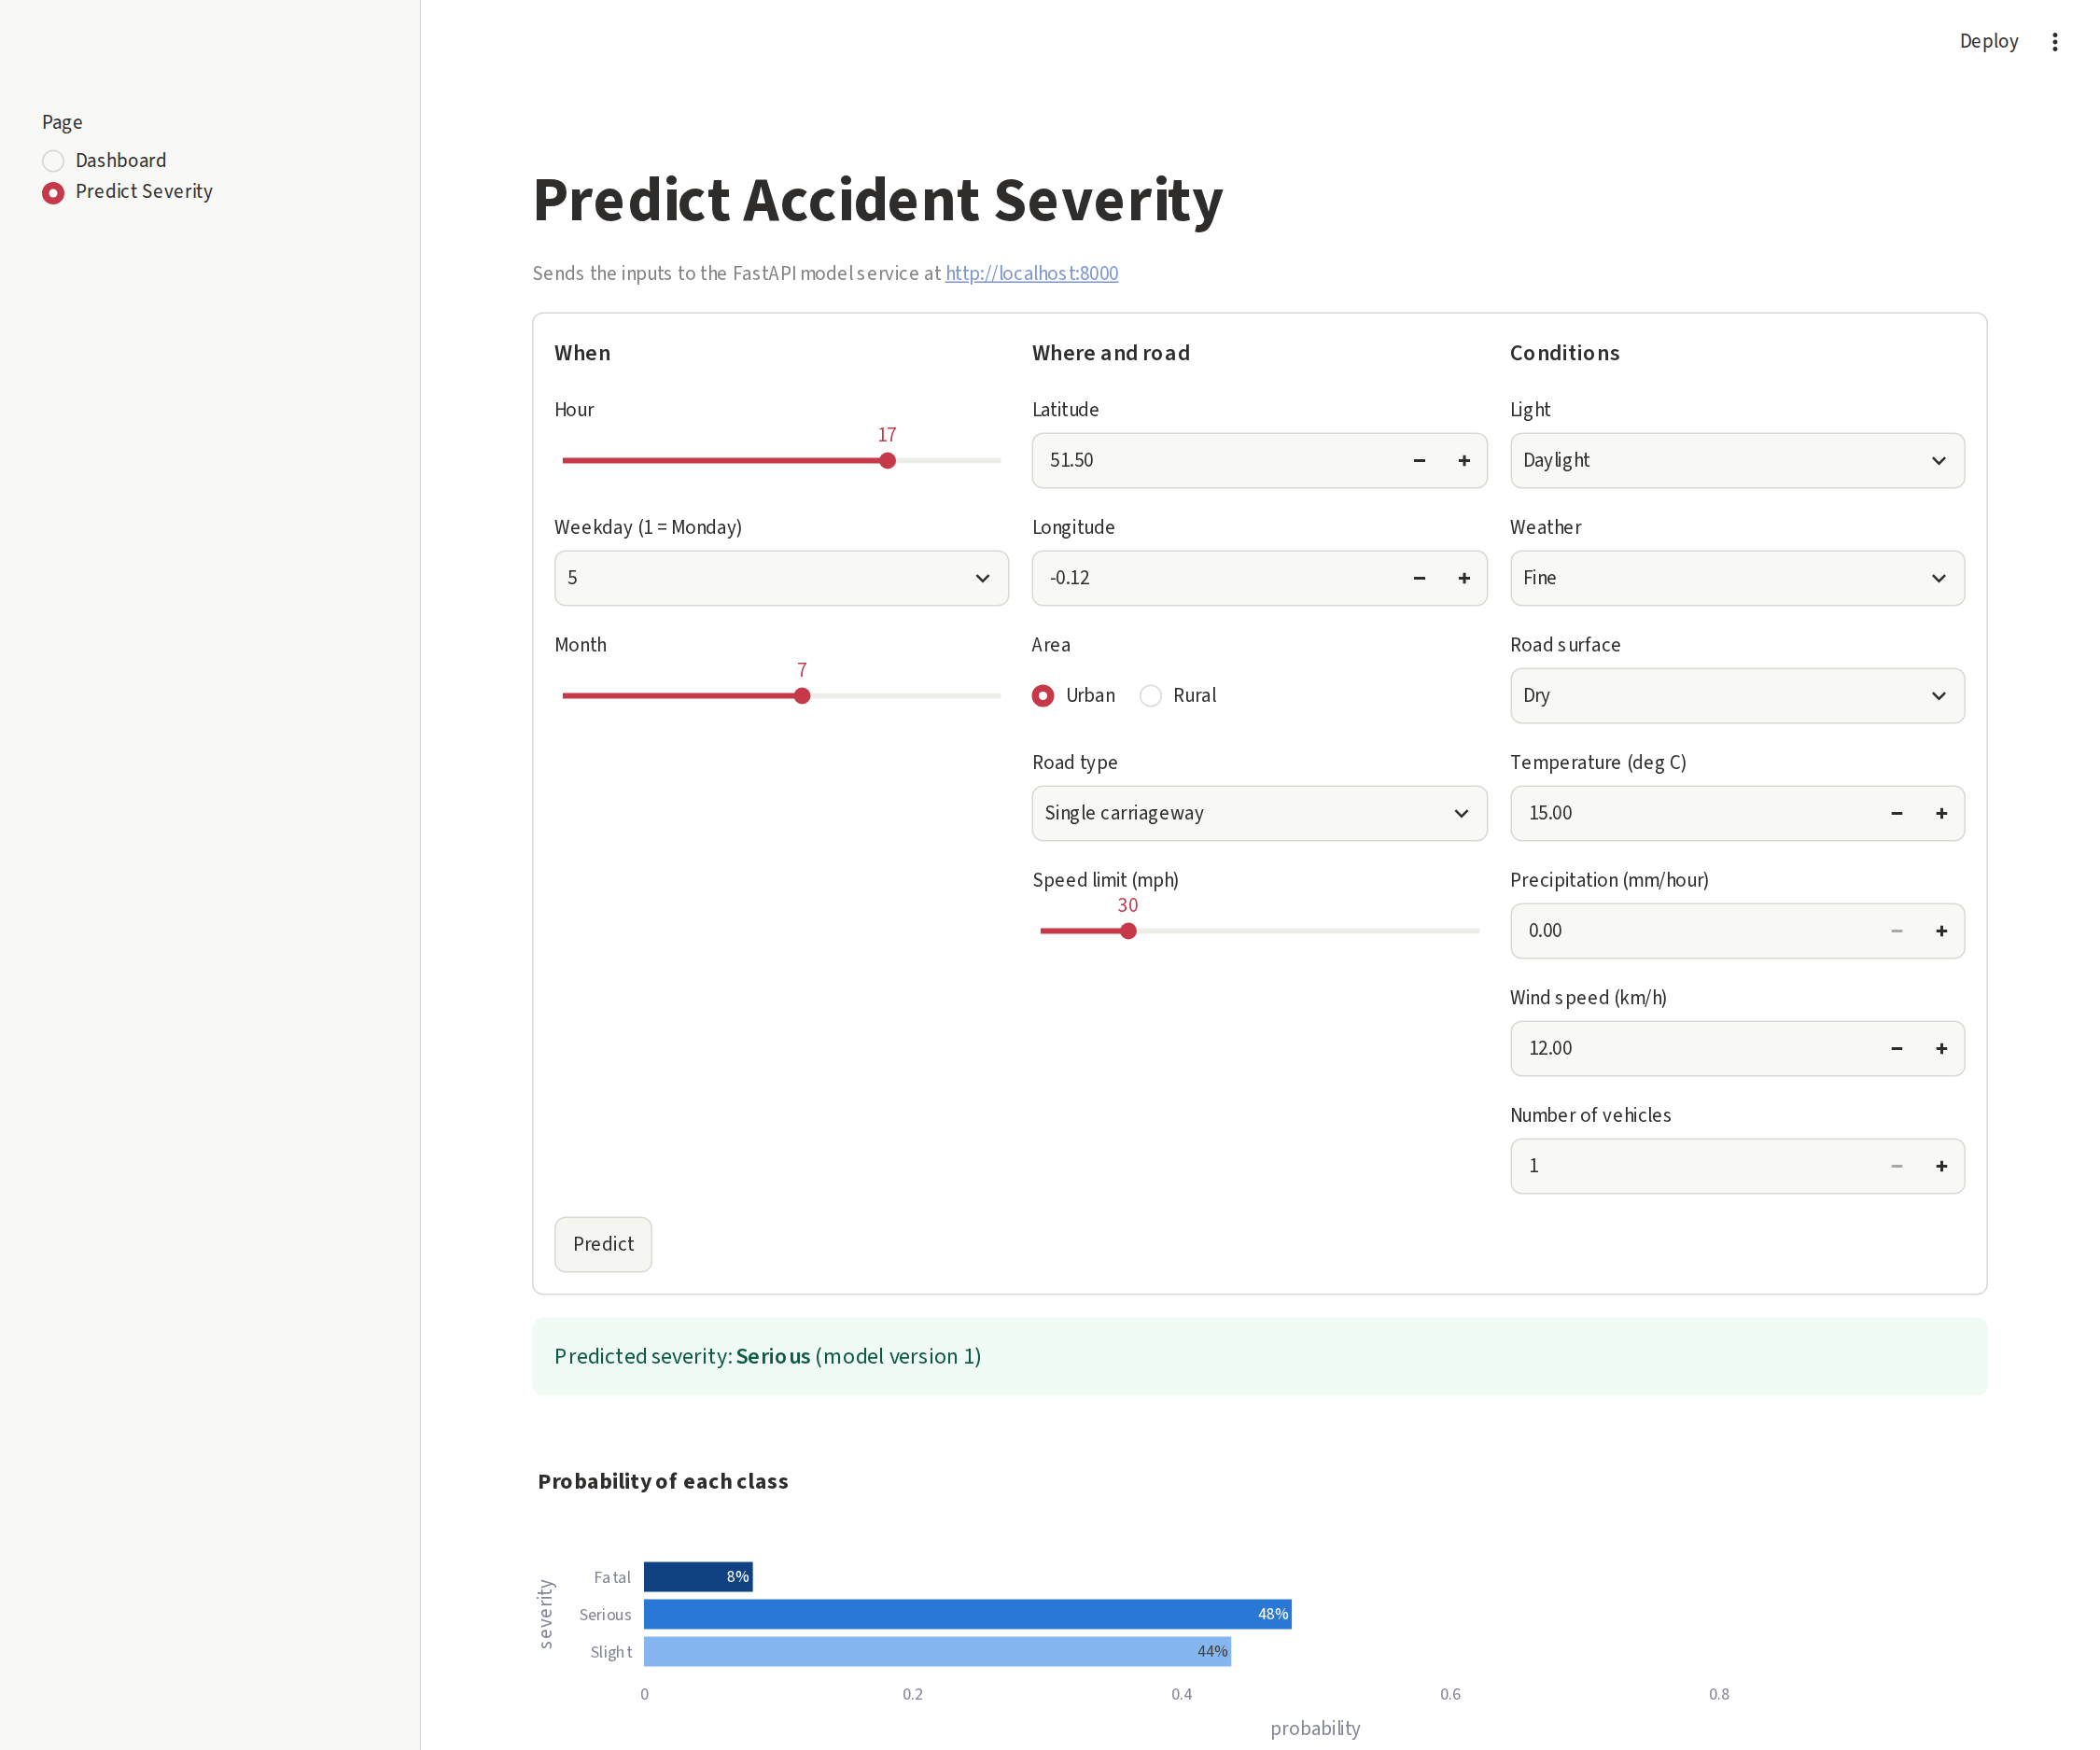 Deploy
Page
Dashboard
Predict Severity
Predict Accident Severity
Sends the inputs to the FastAPI model service at http://localhost:8000
When
Hour
17
Weekday (1 = Monday)
5
Month
7
Where and road
Latitude
51.50
Longitude
-0.12
Area
Urban
Rural
Road type
Single carriageway
Speed limit (mph)
30
Conditions
Light
Daylight
Weather
Fine
Road surface
Dry
Temperature (deg C)
15.00
Precipitation (mm/hour)
0.00
Wind speed (km/h)
12.00
Number of vehicles
1
Predict
Predicted severity: Serious (model version 1)
Probability of each class
severity
Fatal 8%
Serious 48%
Slight 44%
0 0.2 0.4 0.6 0.8
probability